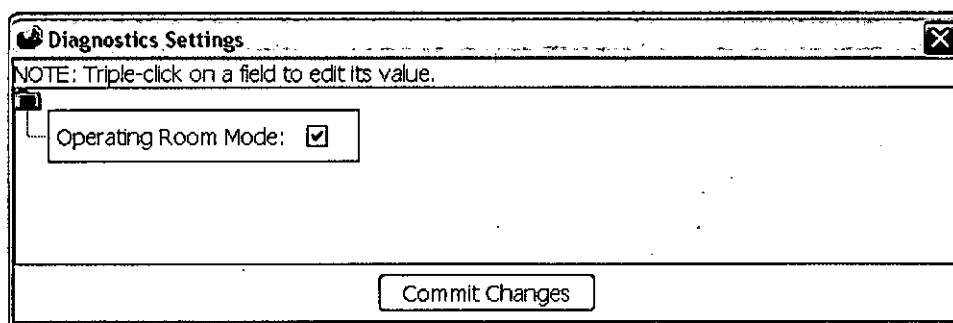 Diagnostics Settings
NOTE: Triple-click on a field to edit its value.
Operating Room Mode:
Commit Changes